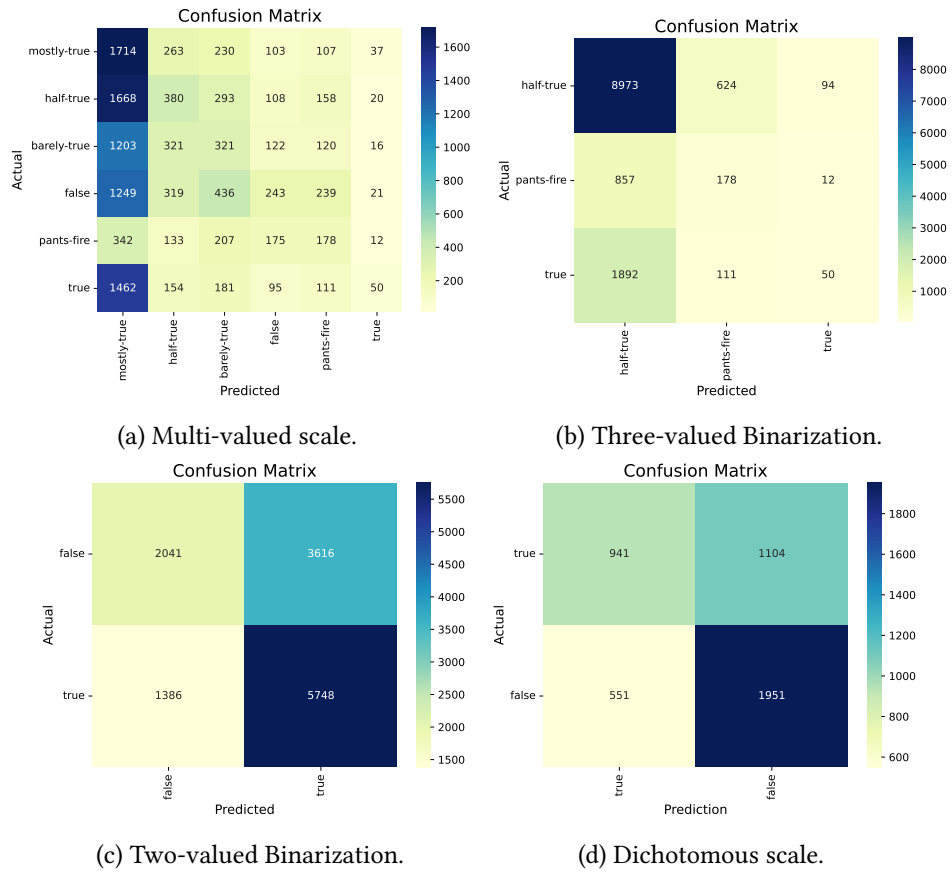 Confusion Matrix
mostly-true 1714 263 230 103 107 37
half-true 1668 380 293 108 158 20
barely-true 1203 321 321 122 120 16
false 1249 319 436 243 239 21
pants-fire 342 133 207 175 178 12
true 1462 154 181 95 111 50
Actual
mostly-true half-true barely-true false pants-fire true
Predicted
1600
1400
1200
1000
800
600
400
200
(a) Multi-valued scale.
Confusion Matrix
half-true 8973 624 94
pants-fire 857 178 12
true 1892 111 50
Actual
half-true pants-fire true
Predicted
8000
7000
6000
5000
4000
3000
2000
1000
(b) Three-valued Binarization.
Confusion Matrix
false 2041 3616
true 1386 5748
Actual
false true
Predicted
5500
5000
4500
4000
3500
3000
2500
2000
1500
(c) Two-valued Binarization.
Confusion Matrix
true 941 1104
false 551 1951
Actual
true false
Prediction
1800
1600
1400
1200
1000
800
600
(d) Dichotomous scale.